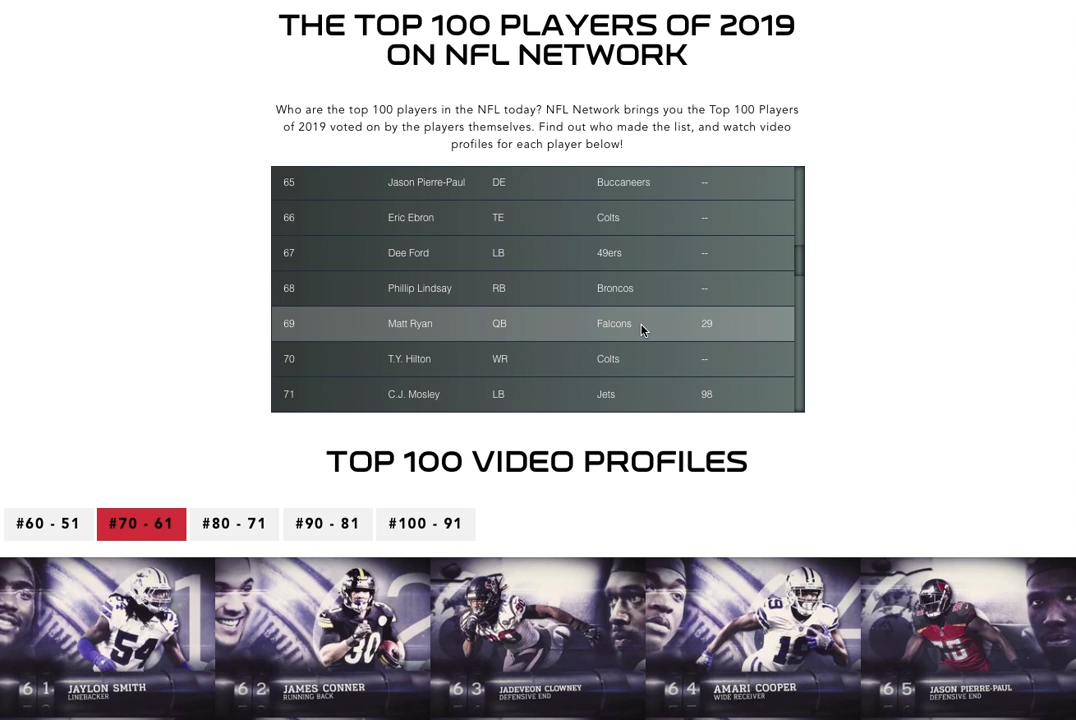 THE TOP 100 PLAYERS OF 2019
ON NFL NETWORK
Who are the top 100 players in the NFL today? NFL Network brings you the Top 100 Players
of 2019 voted on by the players themselves. Find out who made the list, and watch video
profiles for each player below!
65 Jason Pierre-Paul DE Buccaneers --
66 Eric Ebron TE Colts --
67 Dee Ford LB 49ers --
68 Phillip Lindsay RB Broncos --
69 Matt Ryan QB Falcons 29
70 T.Y. Hilton WR Colts --
71 C.J. Mosley LB Jets 98
TOP 100 VIDEO PROFILES
#60 - 51 #70 - 61 #80 - 71 #90 - 81 #100 - 91
54 30 19
61 JAYLON SMITH 62 JAMES CONNER 63 JADEVEON CLOWNEY 64 AMARI COOPER 65 JASON PIERRE-PAUL
LINEBACKER RUNNING BACK DEFENSIVE END WIDE RECEIVER DEFENSIVE END